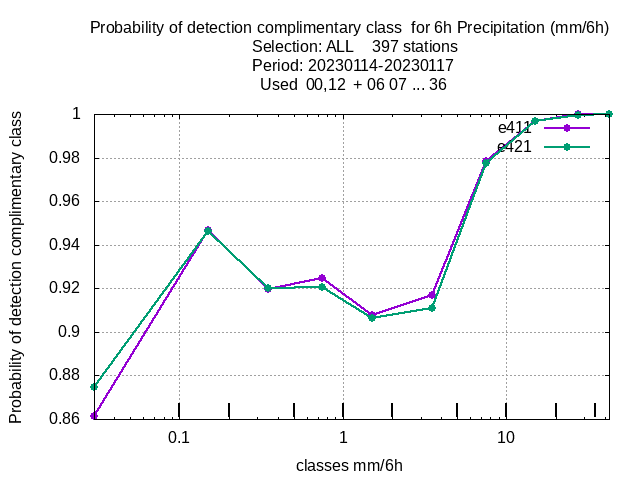 Probability of detection complimentary class  for 6h Precipitation (mm/6h)
Selection: ALL    397 stations
Period: 20230114-20230117
Used  00,12  + 06 07 ... 36
Probability of detection complimentary class
1
0.98
0.96
0.94
0.92
0.9
0.88
0.86
e411
e421
0.1
1
10
classes mm/6h